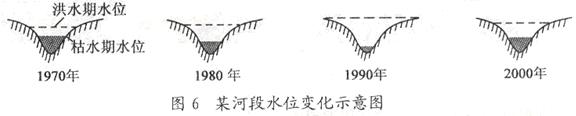 洪水期水位
枯水期水位
1970年
1980年
1990年
2000年
图6 某河段水位变化示意图